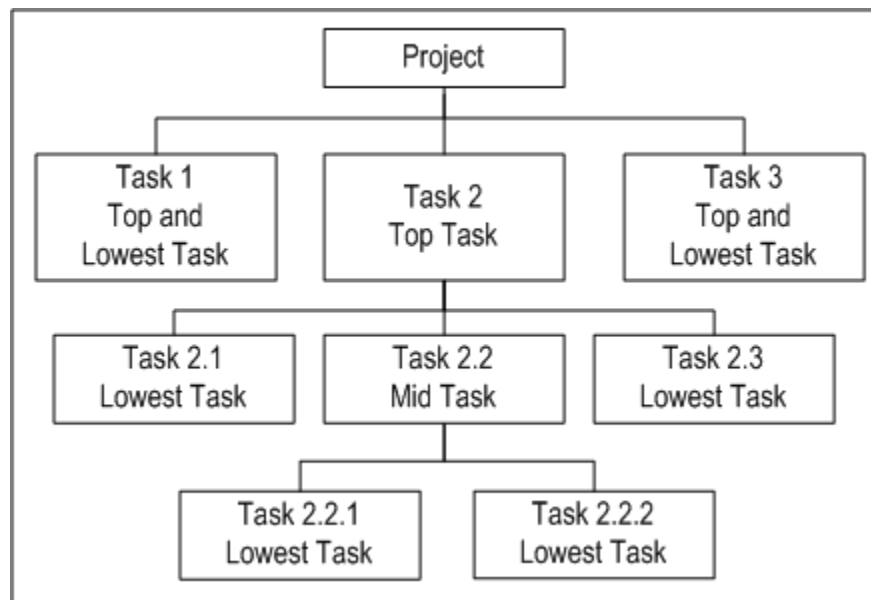 Project
Task 1
Top and
Lowest Task
Task 2
Top Task
Task 3
Top and
Lowest Task
Task 2.1
Lowest Task
Task 2.2
Mid Task
Task 2.3
Lowest Task
Task 2.2.1
Lowest Task
Task 2.2.2
Lowest Task